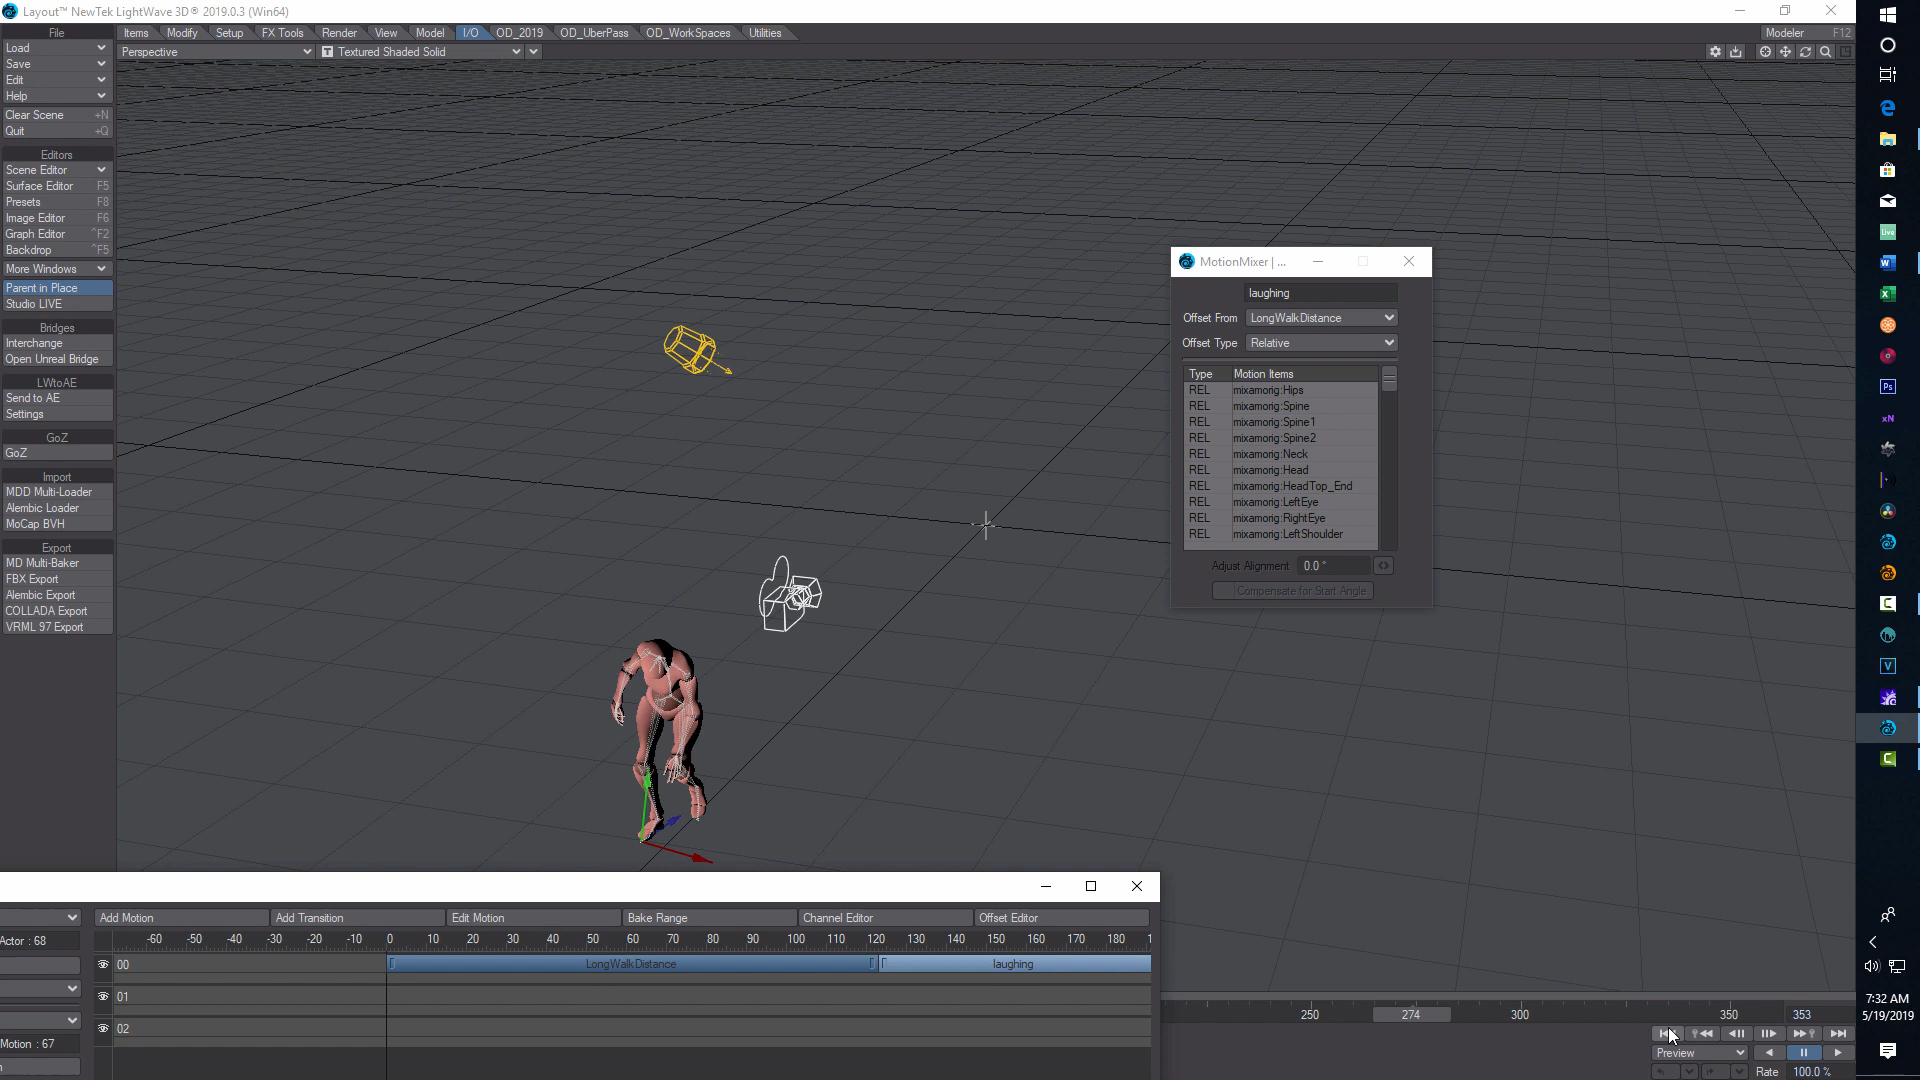 Layout™ NewTek LightWave 3D® 2019.0.3 (Win64)
File
Items Modify Setup FX Tools Render View Model I/O OD_2019 OD_UberPass OD_WorkSpaces Utilities
Modeler F12
Load
Perspective
Textured Shaded Solid
Save
Edit
Help
Clear Scene +N
Quit +Q
Editors
Scene Editor
Surface Editor F5
Presets F8
Image Editor F6
Graph Editor ^F2
Backdrop ^F5
More Windows
Parent in Place
Studio LIVE
Bridges
Interchange
Open Unreal Bridge
LWtoAE
Send to AE
Settings
GoZ
GoZ
Import
MDD Multi-Loader
Alembic Loader
MoCap BVH
Export
MD Multi-Baker
FBX Export
Alembic Export
COLLADA Export
VRML 97 Export
MotionMixer | ...
laughing
Offset From LongWalkDistance
Offset Type Relative
Type Motion Items
REL mixamorig:Hips
REL mixamorig:Spine
REL mixamorig:Spine1
REL mixamorig:Spine2
REL mixamorig:Neck
REL mixamorig:Head
REL mixamorig:HeadTop_End
REL mixamorig:LeftEye
REL mixamorig:RightEye
REL mixamorig:LeftShoulder
Adjust Alignment 0.0 °
Compensate for Start Angle
Add Motion Add Transition Edit Motion Bake Range Channel Editor Offset Editor
Actor : 68
-60 -50 -40 -30 -20 -10 0 10 20 30 40 50 60 70 80 90 100 110 120 130 140 150 160 170 180 1
00 LongWalkDistance laughing
01
02
Motion : 67
250 274 300 350 353
Preview
Rate 100.0 %
Live
Ps
xN
7:32 AM
5/19/2019